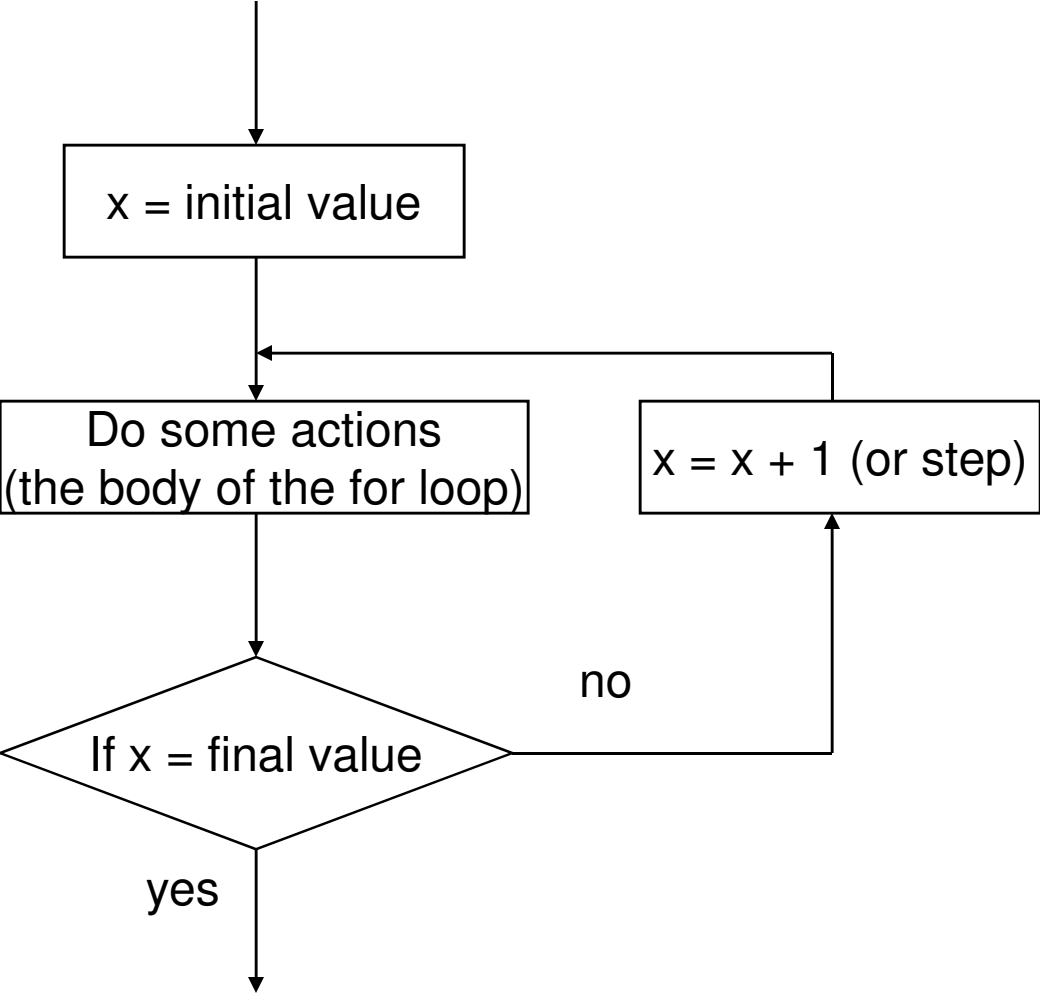 x = initial value
Do some actions
(the body of the for loop)
x = x + 1 (or step)
no
If x = final value
yes